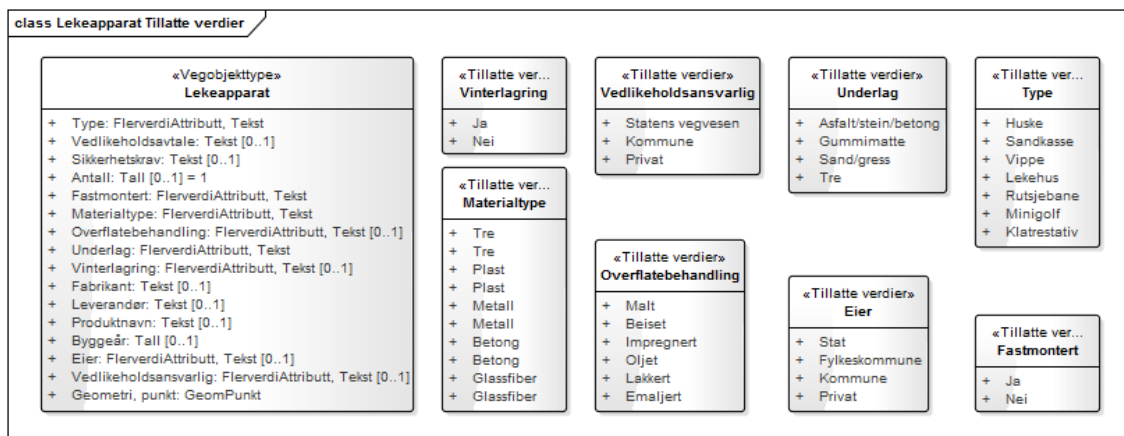 class Lekeapparat Tillatte verdier
«Vegobjekttype»
Lekeapparat
+ Type: FlerverdiAttributt, Tekst
+ Vedlikeholdsavtale: Tekst [0..1]
+ Sikkerhetskrav: Tekst [0..1]
+ Antall: Tall [0..1] = 1
+ Fastmontert: FlerverdiAttributt, Tekst
+ Materialtype: FlerverdiAttributt, Tekst
+ Overflatebehandling: FlerverdiAttributt, Tekst [0..1]
+ Underlag: FlerverdiAttributt, Tekst
+ Vinterlagring: FlerverdiAttributt, Tekst [0..1]
+ Fabrikant: Tekst [0..1]
+ Leverandør: Tekst [0..1]
+ Produktnavn: Tekst [0..1]
+ Byggeår: Tall [0..1]
+ Eier: FlerverdiAttributt, Tekst [0..1]
+ Vedlikeholdsansvarlig: FlerverdiAttributt, Tekst [0..1]
+ Geometri, punkt: GeomPunkt
«Tillatte ver...
Vinterlagring
+ Ja
+ Nei
«Tillatte ver...
Materialtype
+ Tre
+ Tre
+ Plast
+ Plast
+ Metall
+ Metall
+ Betong
+ Betong
+ Glassfiber
+ Glassfiber
«Tillatte verdier»
Vedlikeholdsansvarlig
+ Statens vegvesen
+ Kommune
+ Privat
«Tillatte verdier»
Overflatebehandling
+ Malt
+ Beiset
+ Impregnert
+ Oljet
+ Lakkert
+ Emaljert
«Tillatte verdier»
Underlag
+ Asfalt/stein/betong
+ Gummimatte
+ Sand/gress
+ Tre
«Tillatte verdier»
Eier
+ Stat
+ Fylkeskommune
+ Kommune
+ Privat
«Tillatte ver...
Type
+ Huske
+ Sandkasse
+ Vippe
+ Lekehus
+ Rutsjebane
+ Minigolf
+ Klatrestativ
«Tillatte ver...
Fastmontert
+ Ja
+ Nei